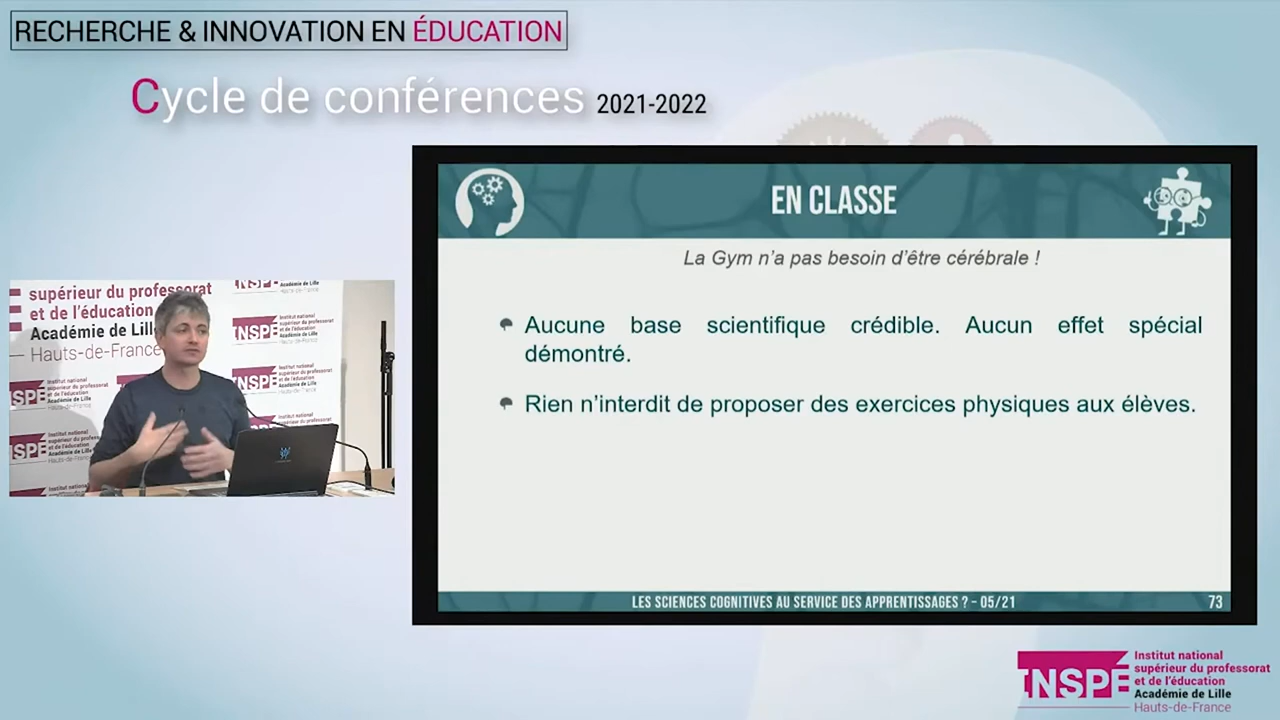 RECHERCHE & INNOVATION EN ÉDUCATION
Cycle de conférences 2021-2022
EN CLASSE
La Gym n'a pas besoin d'être cérébrale !
Aucune base scientifique crédible. Aucun effet spécial
démontré.
Rien n'interdit de proposer des exercices physiques aux élèves.
LES SCIENCES COGNITIVES AU SERVICE DES APPRENTISSAGES ? – 05/21
73
supérieur du professorat
et de l'éducation
Académie de Lille
Hauts-de-France
INSPÉ
Institut national
supérieur du professorat
et de l'éducation
Académie de Lille
Hauts-de-France